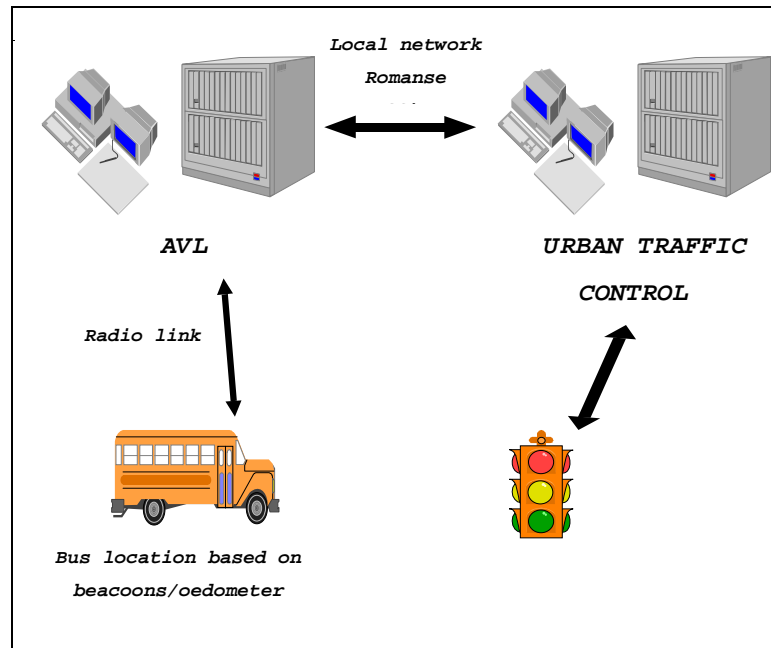 Local network
Romanse
AVL
URBAN TRAFFIC
CONTROL
Radio link
Bus location based on
beacoons/oedometer